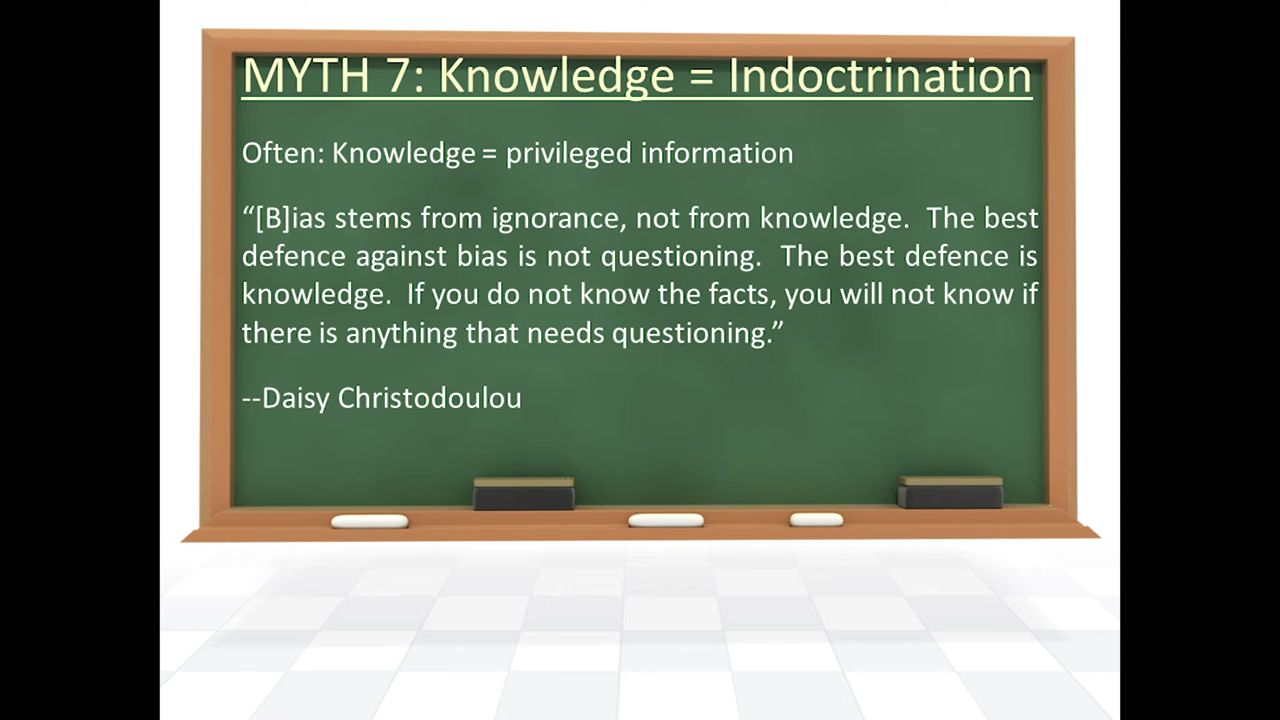 MYTH 7: Knowledge = Indoctrination
Often: Knowledge = privileged information
“[B]ias stems from ignorance, not from knowledge. The best
defence against bias is not questioning. The best defence is
knowledge. If you do not know the facts, you will not know if
there is anything that needs questioning.”
--Daisy Christodoulou